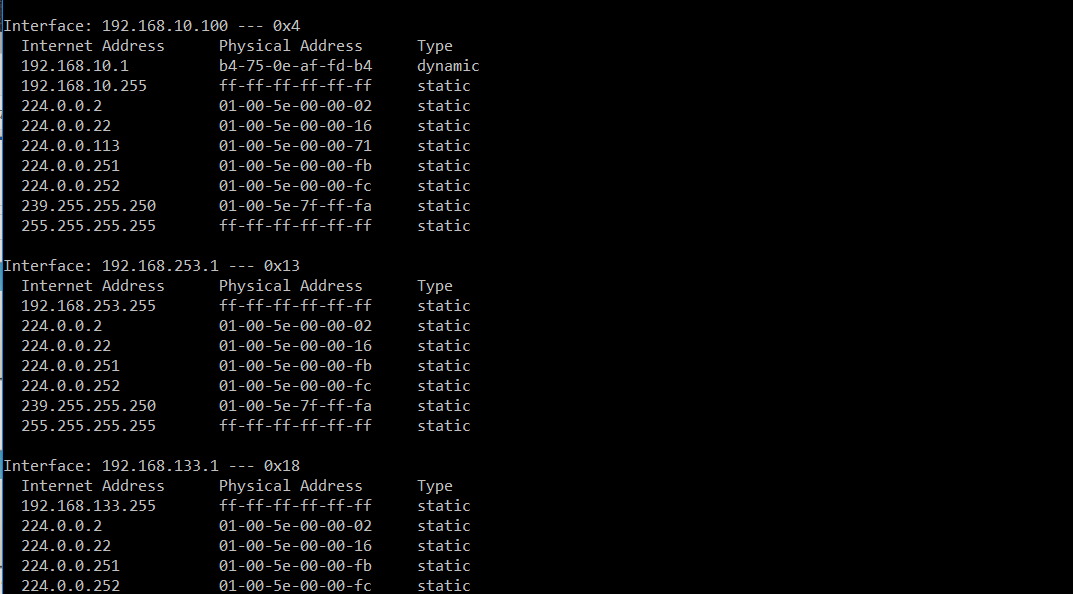 Interface: 192.168.10.100 --- 0x4
Internet Address Physical Address Type
192.168.10.1 b4-75-0e-af-fd-b4 dynamic
192.168.10.255 ff-ff-ff-ff-ff-ff static
224.0.0.2 01-00-5e-00-00-02 static
224.0.0.22 01-00-5e-00-00-16 static
224.0.0.113 01-00-5e-00-00-71 static
224.0.0.251 01-00-5e-00-00-fb static
224.0.0.252 01-00-5e-00-00-fc static
239.255.255.250 01-00-5e-7f-ff-fa static
255.255.255.255 ff-ff-ff-ff-ff-ff static
Interface: 192.168.253.1 --- 0x13
Internet Address Physical Address Type
192.168.253.255 ff-ff-ff-ff-ff-ff static
224.0.0.2 01-00-5e-00-00-02 static
224.0.0.22 01-00-5e-00-00-16 static
224.0.0.251 01-00-5e-00-00-fb static
224.0.0.252 01-00-5e-00-00-fc static
239.255.255.250 01-00-5e-7f-ff-fa static
255.255.255.255 ff-ff-ff-ff-ff-ff static
Interface: 192.168.133.1 --- 0x18
Internet Address Physical Address Type
192.168.133.255 ff-ff-ff-ff-ff-ff static
224.0.0.2 01-00-5e-00-00-02 static
224.0.0.22 01-00-5e-00-00-16 static
224.0.0.251 01-00-5e-00-00-fb static
224.0.0.252 01-00-5e-00-00-fc static